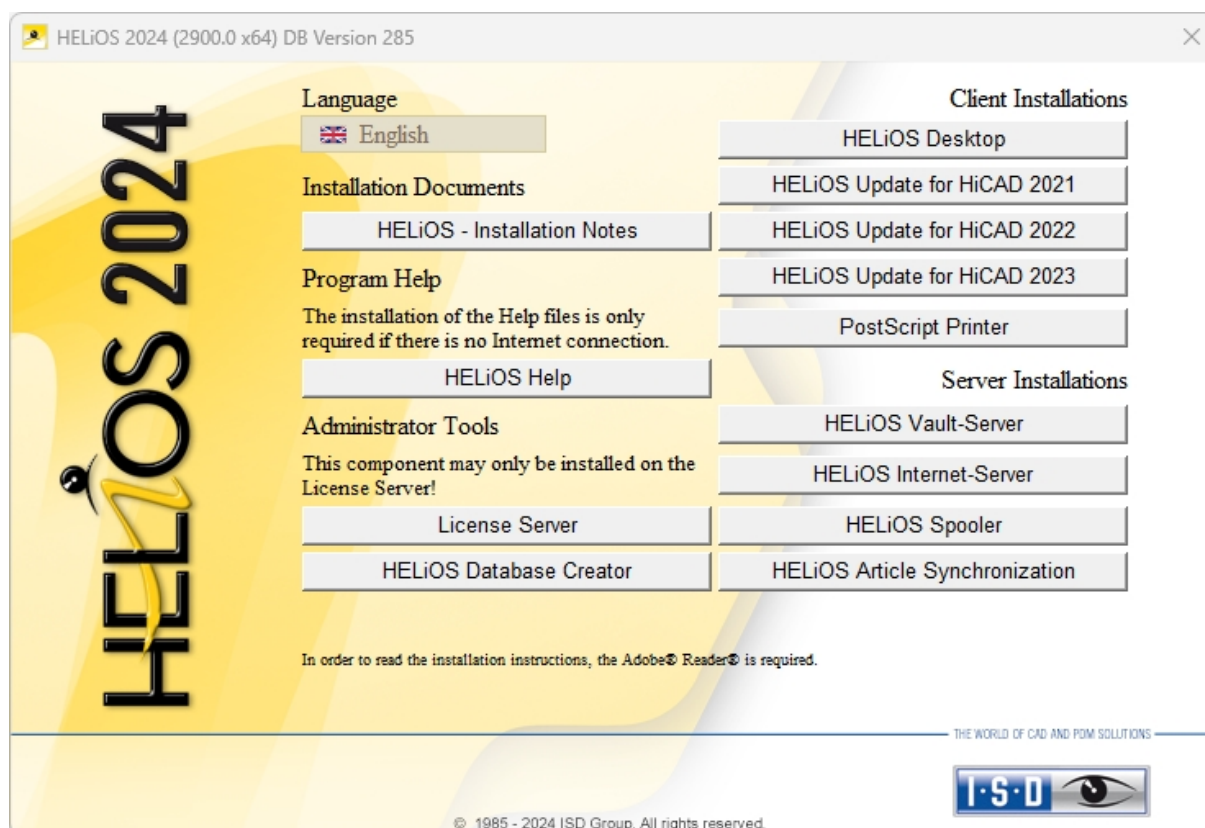 HELiOS 2024 (2900.0 x64) DB Version 285
HELiOS 2024
Language
English
Installation Documents
HELiOS - Installation Notes
Program Help
The installation of the Help files is only
required if there is no Internet connection.
HELiOS Help
Administrator Tools
This component may only be installed on the
License Server!
License Server
HELiOS Database Creator
Client Installations
HELiOS Desktop
HELiOS Update for HiCAD 2021
HELiOS Update for HiCAD 2022
HELiOS Update for HiCAD 2023
PostScript Printer
Server Installations
HELiOS Vault-Server
HELiOS Internet-Server
HELiOS Spooler
HELiOS Article Synchronization
In order to read the installation instructions, the Adobe® Reader® is required.
THE WORLD OF CAD AND PDM SOLUTIONS
I·S·D
© 1985 - 2024 ISD Group. All rights reserved.